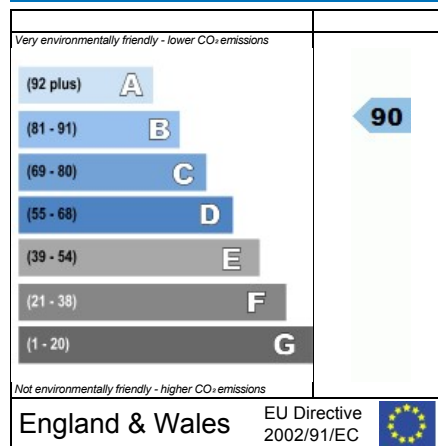 Very environmentally friendly - lower CO₂ emissions
(92 plus) A
(81 - 91) B
90
(69 - 80) C
(55 - 68) D
(39 - 54) E
(21 - 38) F
(1 - 20) G
Not environmentally friendly - higher CO₂ emissions
England & Wales
EU Directive
2002/91/EC